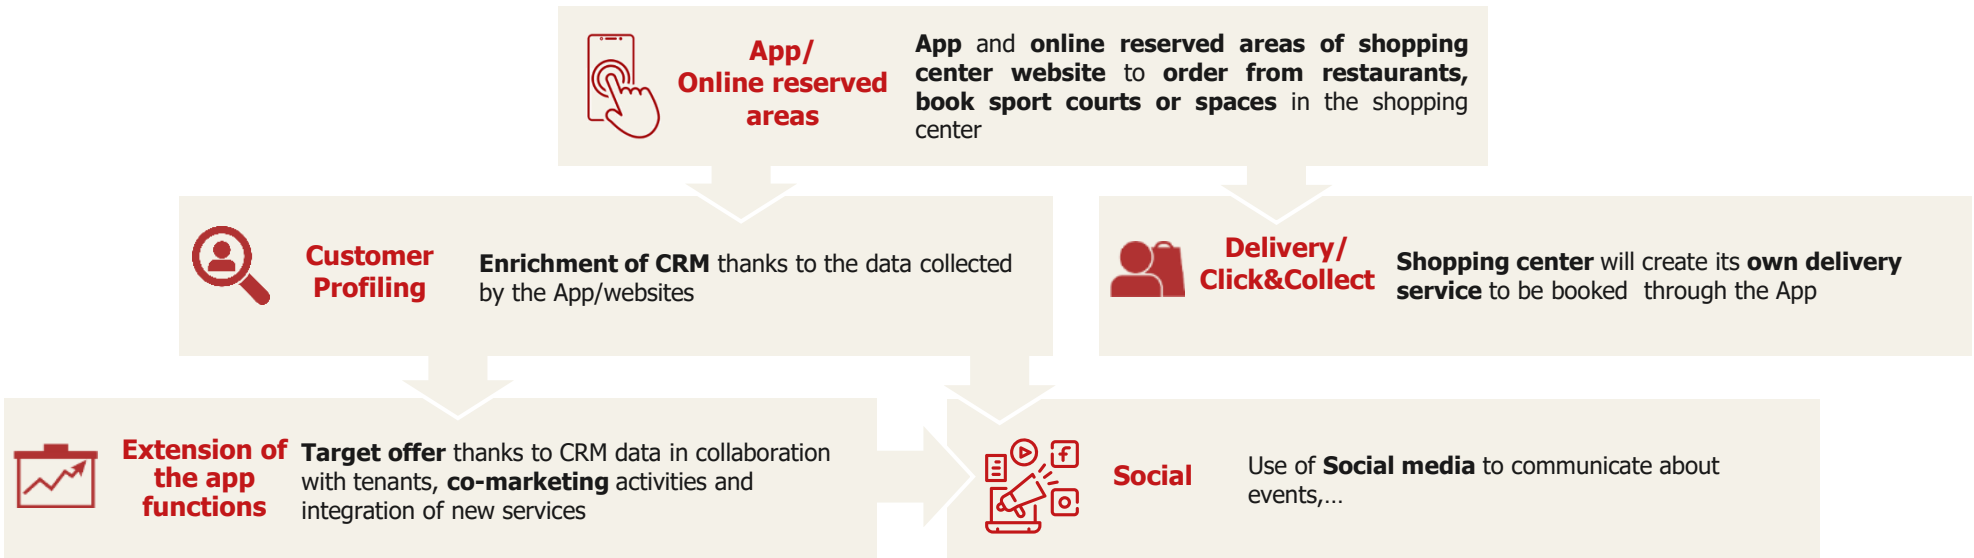 App/
Online reserved
areas
App and online reserved areas of shopping
center website to order from restaurants,
book sport courts or spaces in the shopping
center
Customer
Profiling
Enrichment of CRM thanks to the data collected
by the App/websites
Delivery/
Click&Collect
Shopping center will create its own delivery
service to be booked through the App
Extension of
the app
functions
Target offer thanks to CRM data in collaboration
with tenants, co-marketing activities and
integration of new services
Social
Use of Social media to communicate about
events,…